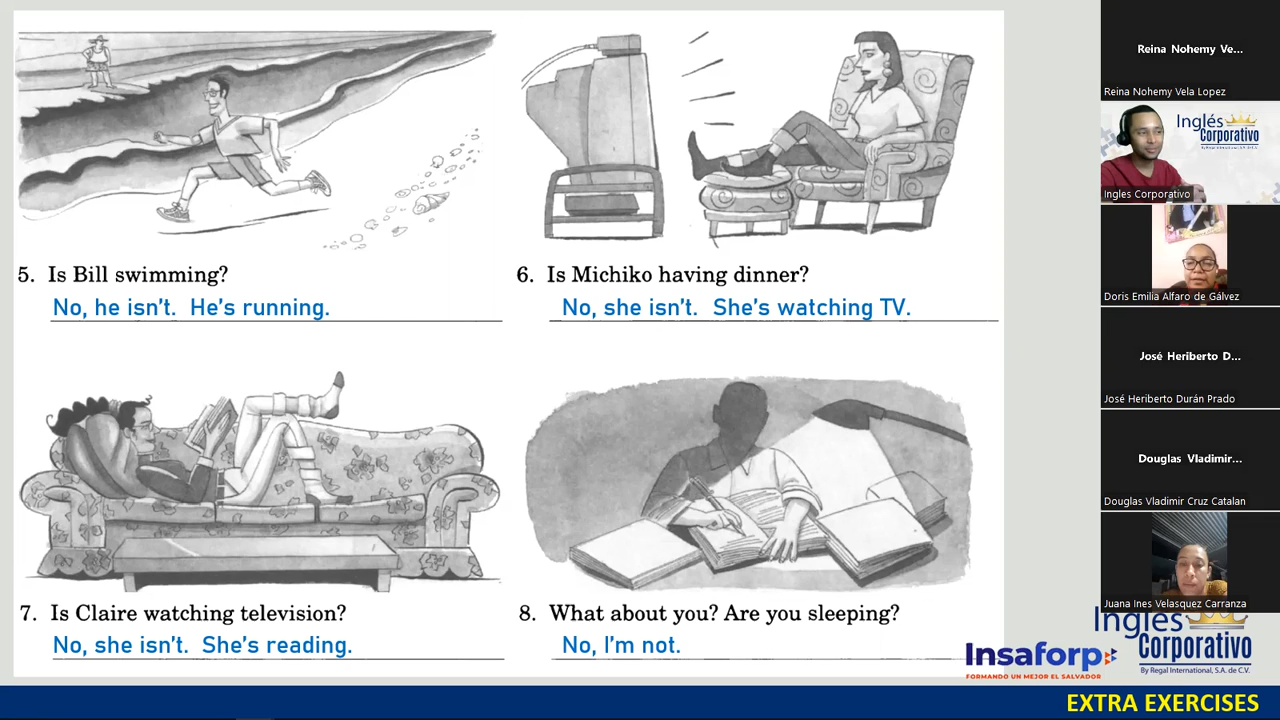 5. Is Bill swimming?
No, he isn't. He's running.
6. Is Michiko having dinner?
No, she isn't. She's watching TV.
7. Is Claire watching television?
No, she isn't. She's reading.
8. What about you? Are you sleeping?
No, I'm not.
Insaforp
FORMANDO UN MEJOR EL SALVADOR
Inglés
Corporativo
By Regal International, S.A. de C.V.
EXTRA EXERCISES
Reina Nohemy Ve...
Reina Nohemy Vela Lopez
Inglés
Corporativo
By Regal International, S.A. de C.V.
Ingles Corporativo
Doris Emilia Alfaro de Gálvez
José Heriberto D...
José Heriberto Durán Prado
Douglas Vladimir...
Douglas Vladimir Cruz Catalan
Juana Ines Velasquez Carranza